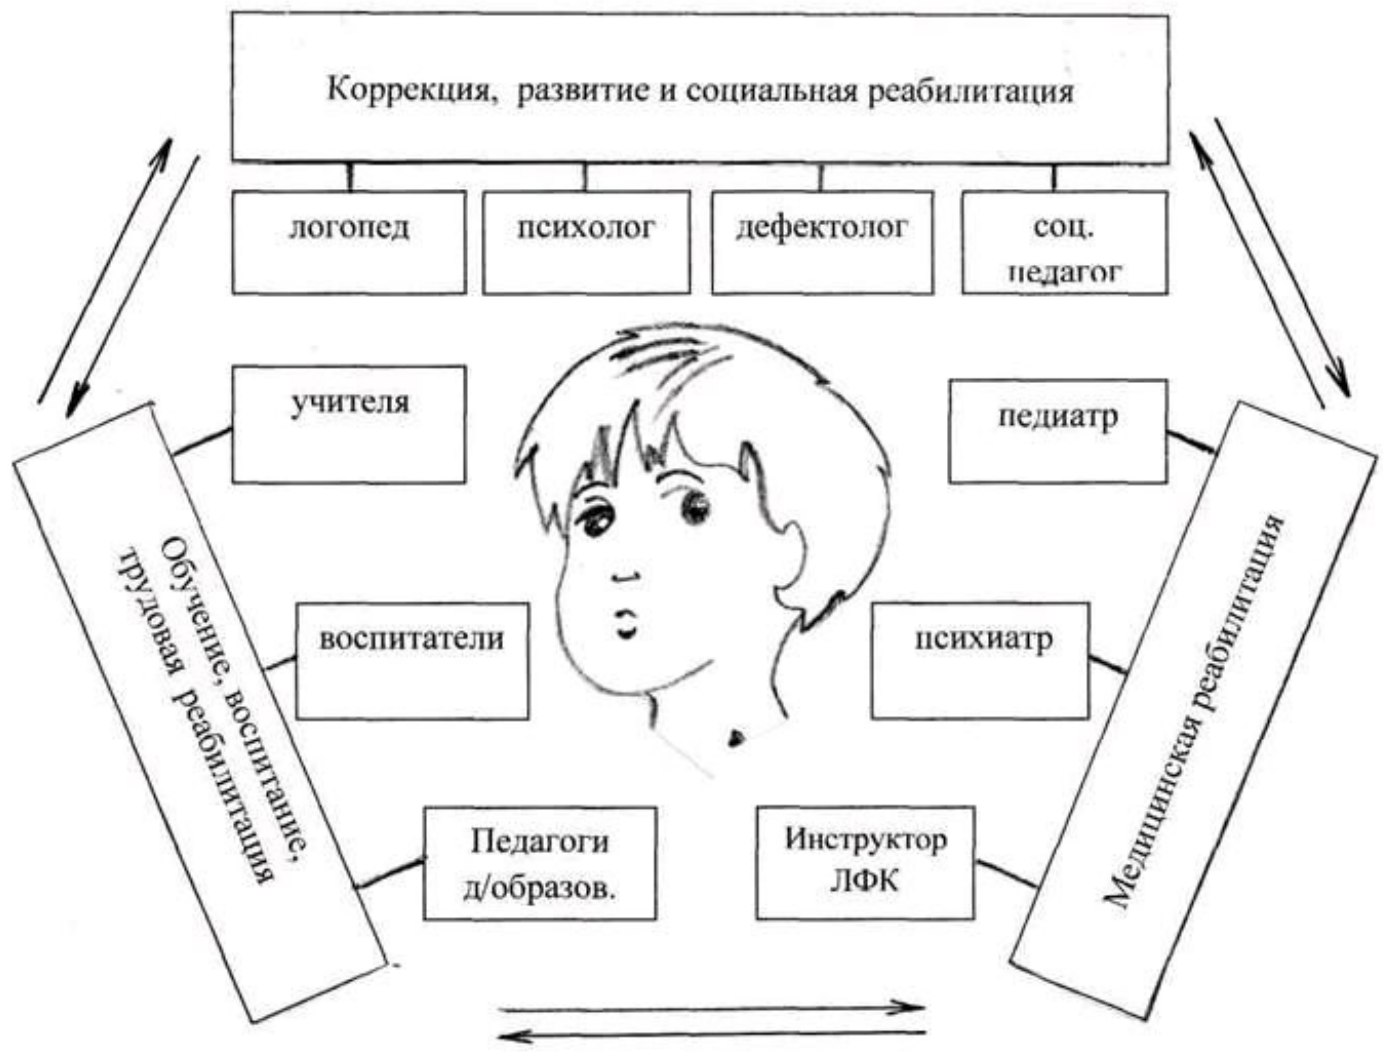 Коррекция, развитие и социальная реабилитация
логопед
психолог
дефектолог
соц.
педагог
учителя
педиатр
Обучение, воспитание,
трудовая реабилитация
воспитатели
психиатр
Медицинская реабилитация
Педагоги
д/образов.
Инструктор
ЛФК